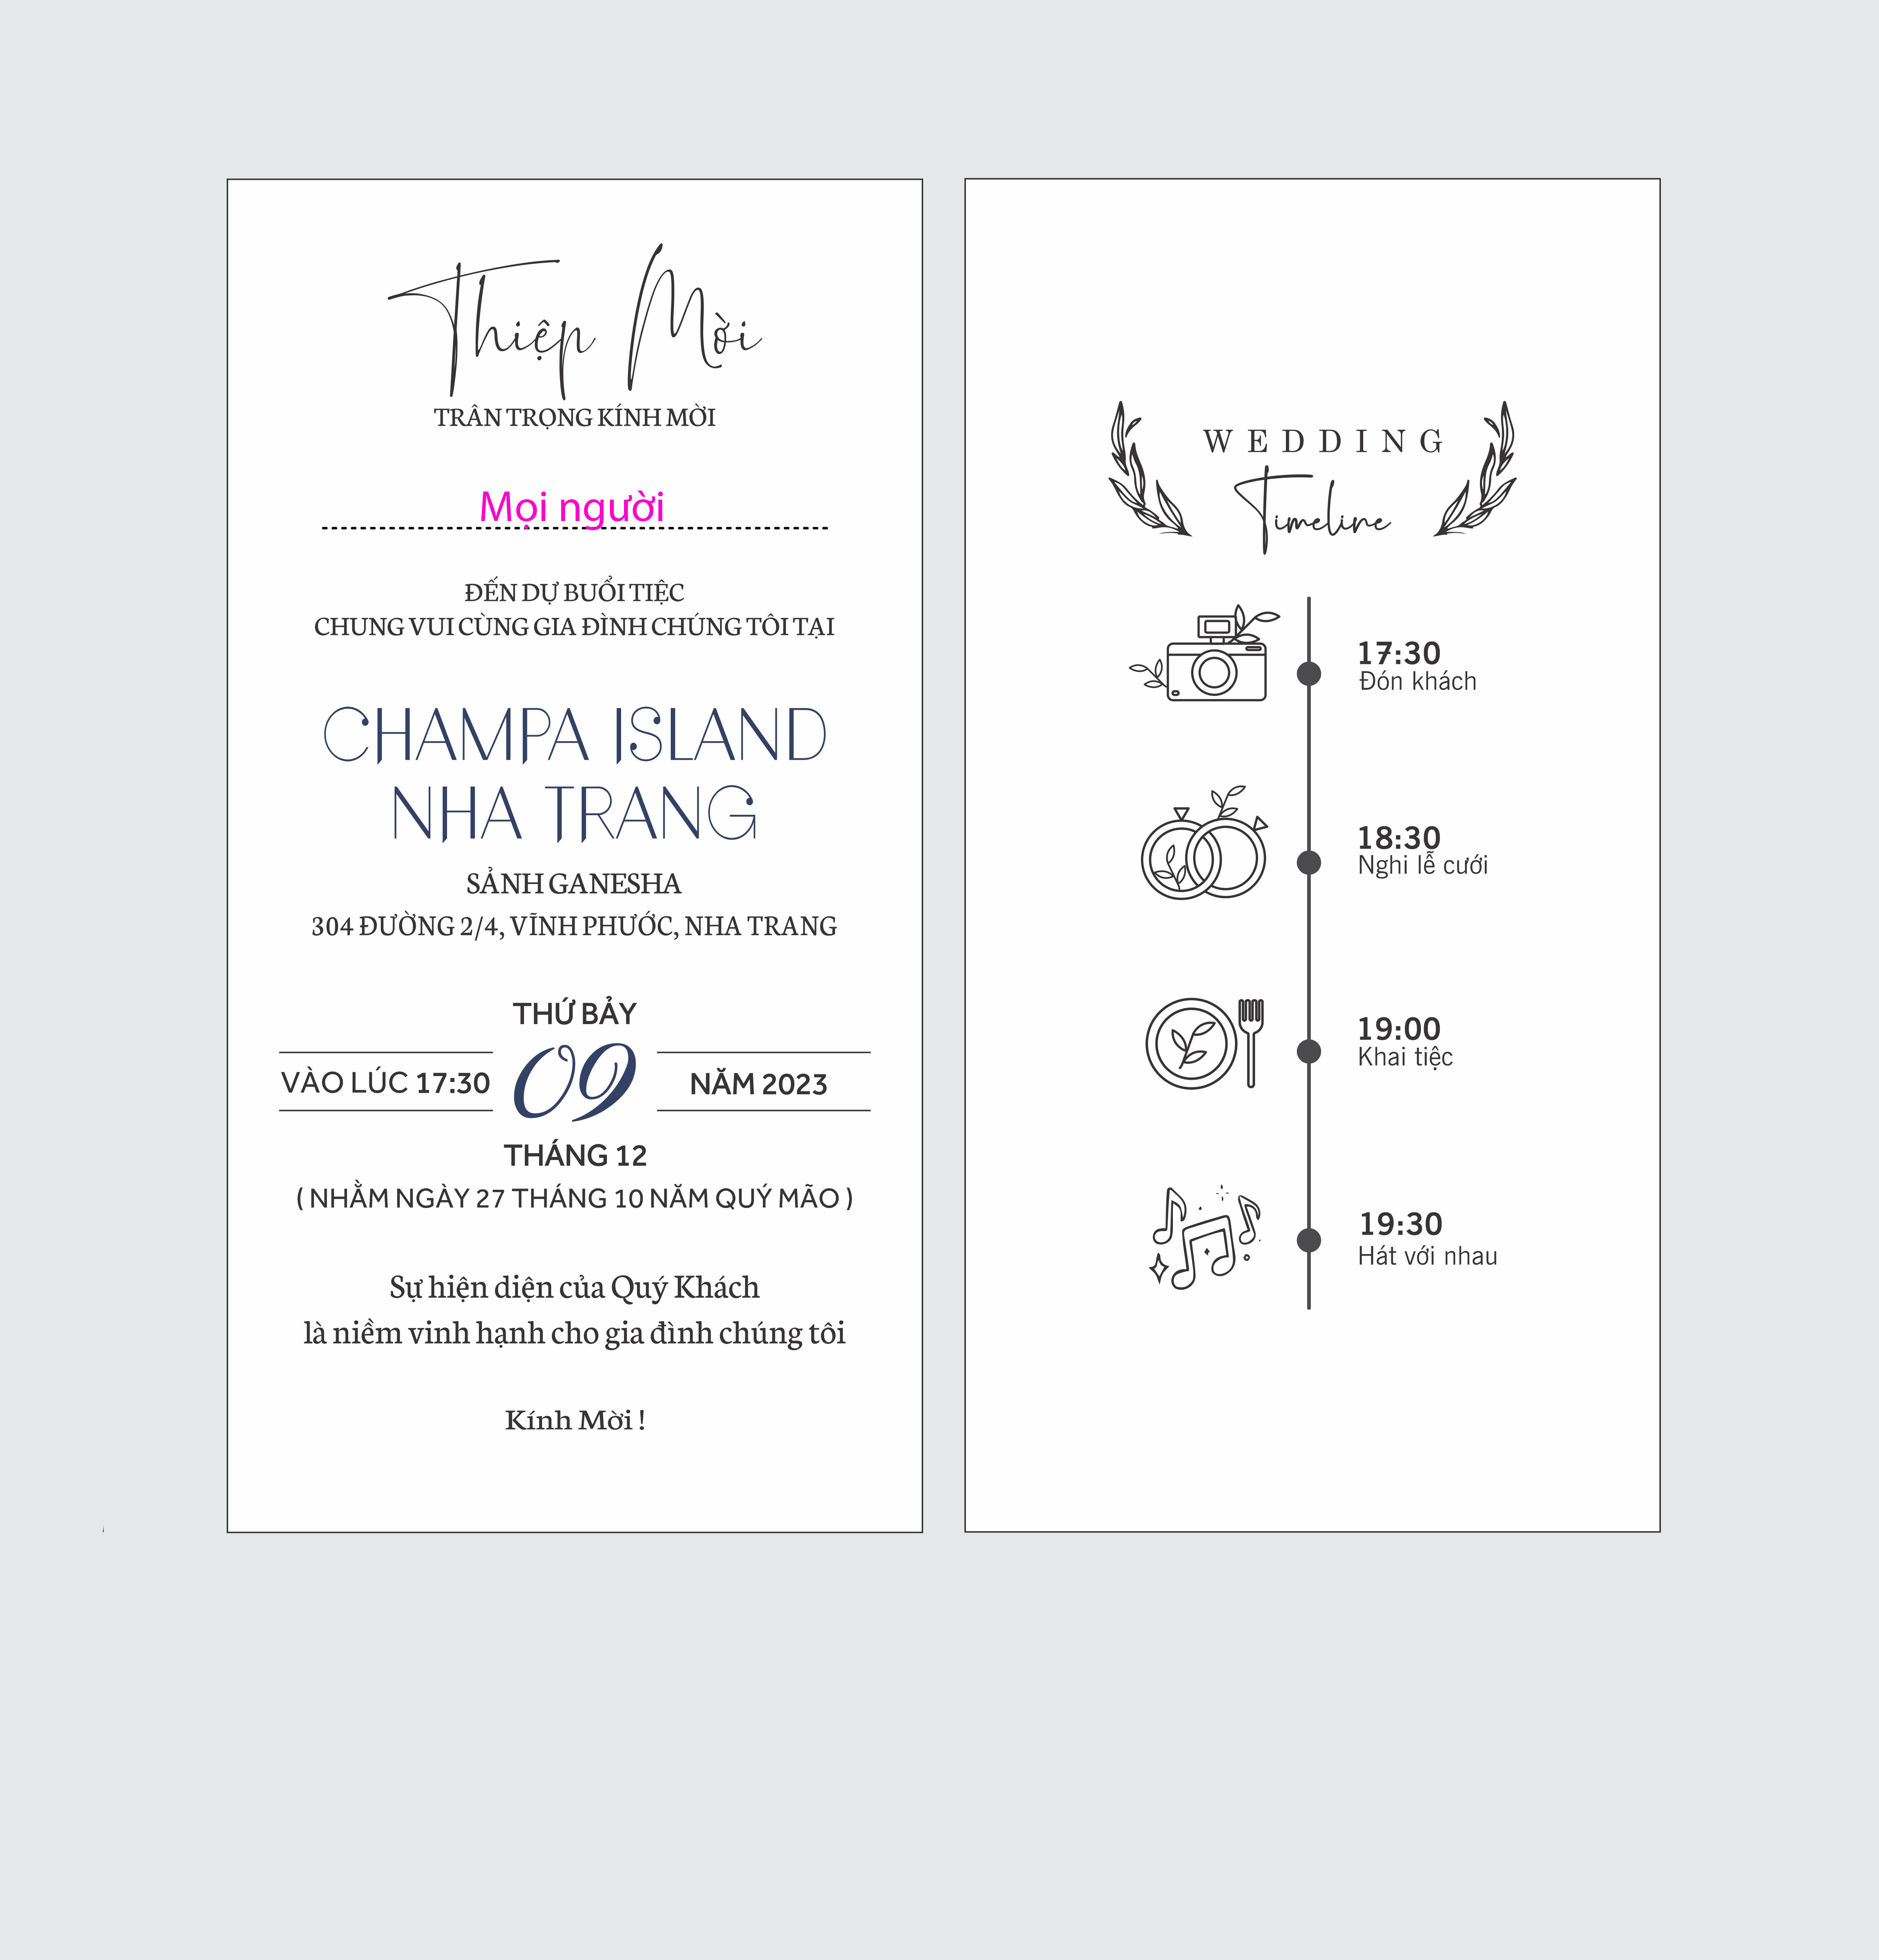 Thiệp Mời
TRÂN TRỌNG KÍNH MỜI
Mọi người
ĐẾN DỰ BUỔI TIỆC
CHUNG VUI CÙNG GIA ĐÌNH CHÚNG TÔI TẠI
CHAMPA ISLAND
NHA TRANG
SẢNH GANESHA
304 ĐƯỜNG 2/4, VĨNH PHƯỚC, NHA TRANG
THỨ BẢY
VÀO LÚC 17:30 09 NĂM 2023
THÁNG 12
( NHẰM NGÀY 27 THÁNG 10 NĂM QUÝ MÃO )
Sự hiện diện của Quý Khách
là niềm vinh hạnh cho gia đình chúng tôi
Kính Mời !
WEDDING
Timeline
17:30
Đón khách
18:30
Nghi lễ cưới
19:00
Khai tiệc
19:30
Hát với nhau